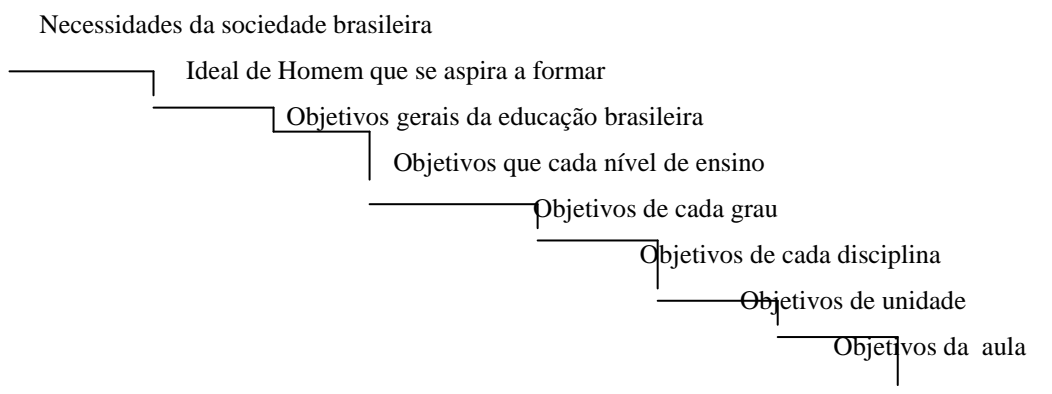 Necessidades da sociedade brasileira
Ideal de Homem que se aspira a formar
Objetivos gerais da educação brasileira
Objetivos que cada nível de ensino
Objetivos de cada grau
Objetivos de cada disciplina
Objetivos de unidade
Objetivos da aula